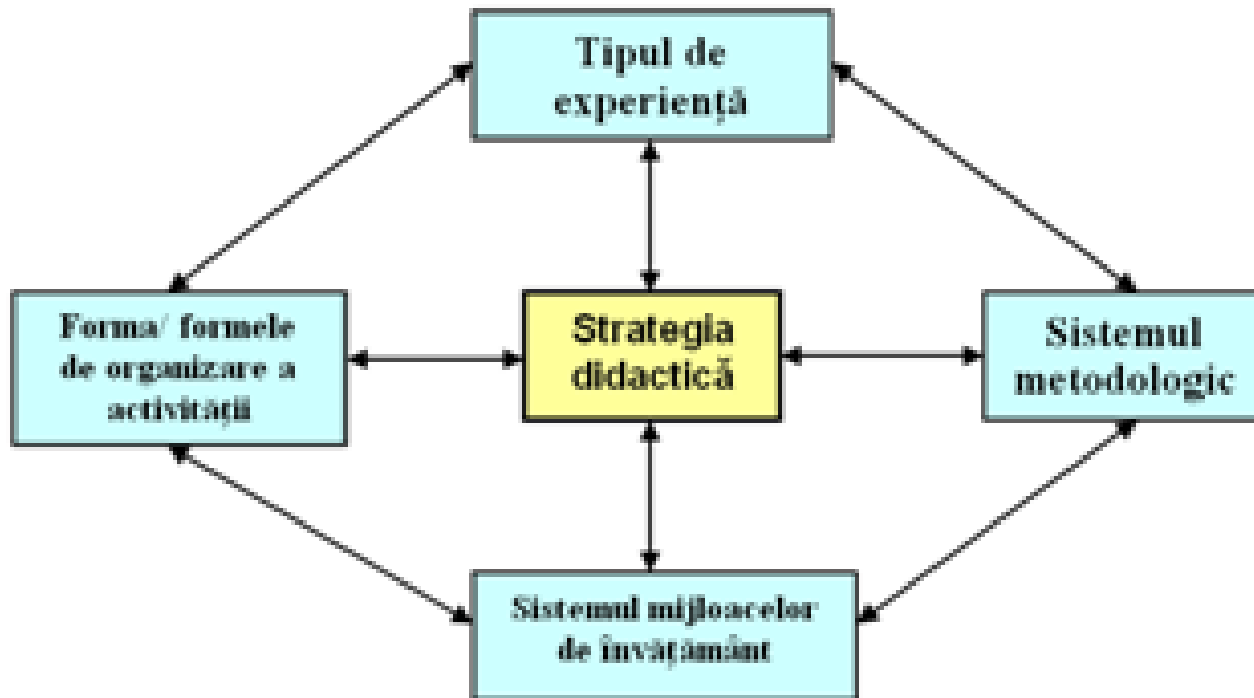 Tipul de
experiență
Forma/ formele
de organizare a
activității
Strategia
didactică
Sistemul
metodologic
Sistemul mijloacelor
de învățământ